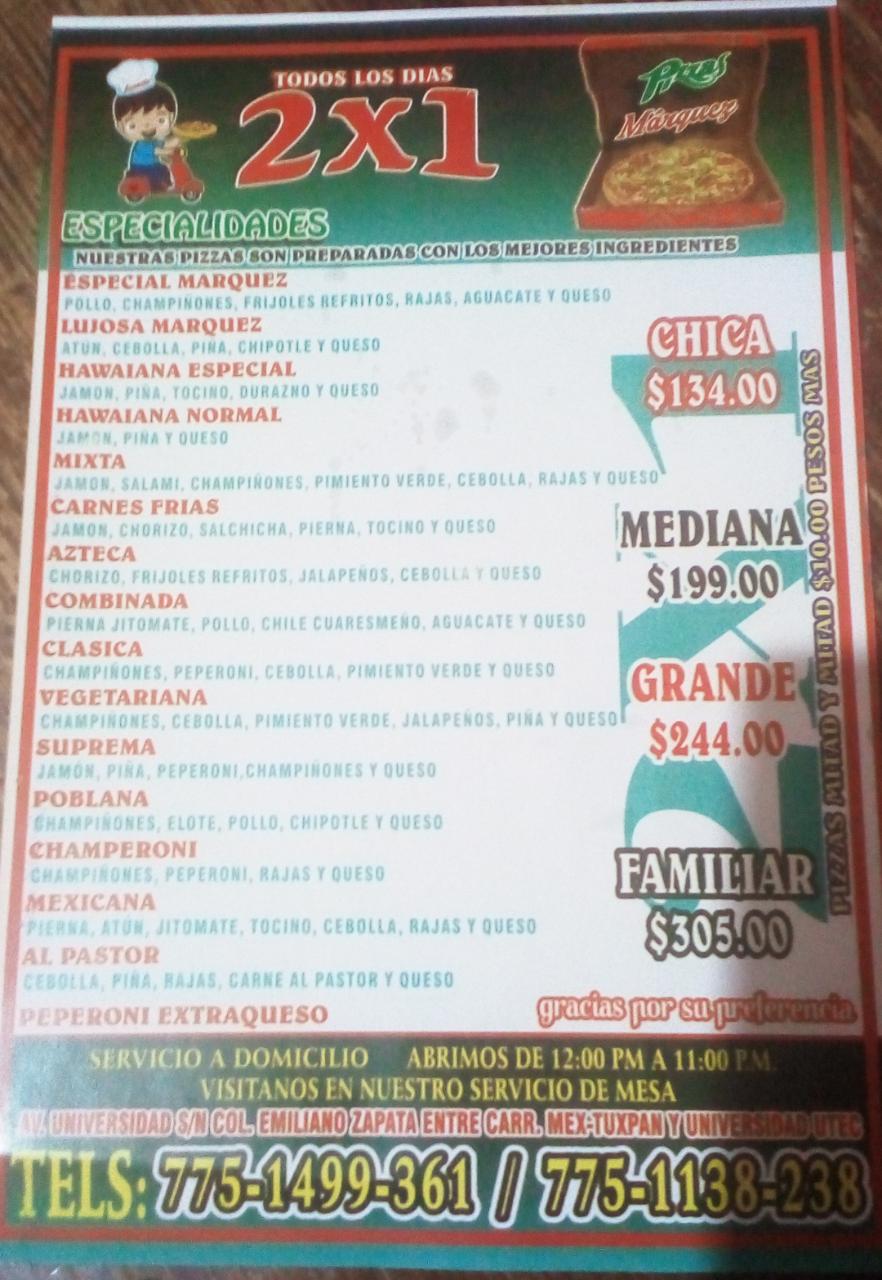 TODOS LOS DIAS
2x1
Pizzas
Márquez
ESPECIALIDADES
NUESTRAS PIZZA'S SON PREPARADAS CON LOS MEJORES INGREDIENTES
ESPECIAL MARQUEZ
POLLO, CHAMPIÑONES, FRIJOLES REFRITOS, RAJAS, AGUACATE Y QUESO
LUJOSA MARQUEZ
ATÚN, CEBOLLA, PIÑA, CHIPOTLE Y QUESO
HAWAIANA ESPECIAL
JAMON, PIÑA, TOCINO, DURAZNO Y QUESO
HAWAIANA NORMAL
JAMON, PIÑA Y QUESO
MIXTA
JAMON, SALAMI, CHAMPIÑONES, PIMIENTO VERDE, CEBOLLA, RAJAS Y QUESO
CARNES FRIAS
JAMON, CHORIZO, SALCHICHA, PIERNA, TOCINO Y QUESO
AZTECA
CHORIZO, FRIJOLES REFRITOS, JALAPEÑOS, CEBOLLA Y QUESO
COMBINADA
PIERNA JITOMATE, POLLO, CHILE CUARESMEÑO, AGUACATE Y QUESO
CLASICA
CHAMPIÑONES, PEPERONI, CEBOLLA, PIMIENTO VERDE Y QUESO
VEGETARIANA
CHAMPIÑONES, CEBOLLA, PIMIENTO VERDE, JALAPEÑOS, PIÑA Y QUESO
SUPREMA
JAMÓN, PIÑA, PEPERONI,CHAMPIÑONES Y QUESO
POBLANA
CHAMPIÑONES, ELOTE, POLLO, CHIPOTLE Y QUESO
CHAMPERONI
CHAMPIÑONES, PEPERONI, RAJAS Y QUESO
MEXICANA
PIERNA, ATÚN, JITOMATE, TOCINO, CEBOLLA, RAJAS Y QUESO
AL PASTOR
CEBOLLA, PIÑA, RAJAS, CARNE AL PASTOR Y QUESO
PEPERONI EXTRAQUESO
CHICA
$134.00
MEDIANA
$199.00
GRANDE
$244.00
FAMILIAR
$305.00
2x1
PIZZAS MITAD Y MITAD $10.00 PESOS MAS
gracias por su preferencia
SERVICIO A DOMICILIO ABRIMOS DE 12:00 PM A 11:00 P.M.
VISITANOS EN NUESTRO SERVICIO DE MESA
AV. UNIVERSIDAD S/N COL. EMILIANO ZAPATA ENTRE CARR. MEX-TUXPAN Y UNIVERSIDAD UTEC
TELS: 775-1499-361 / 775-1138-238